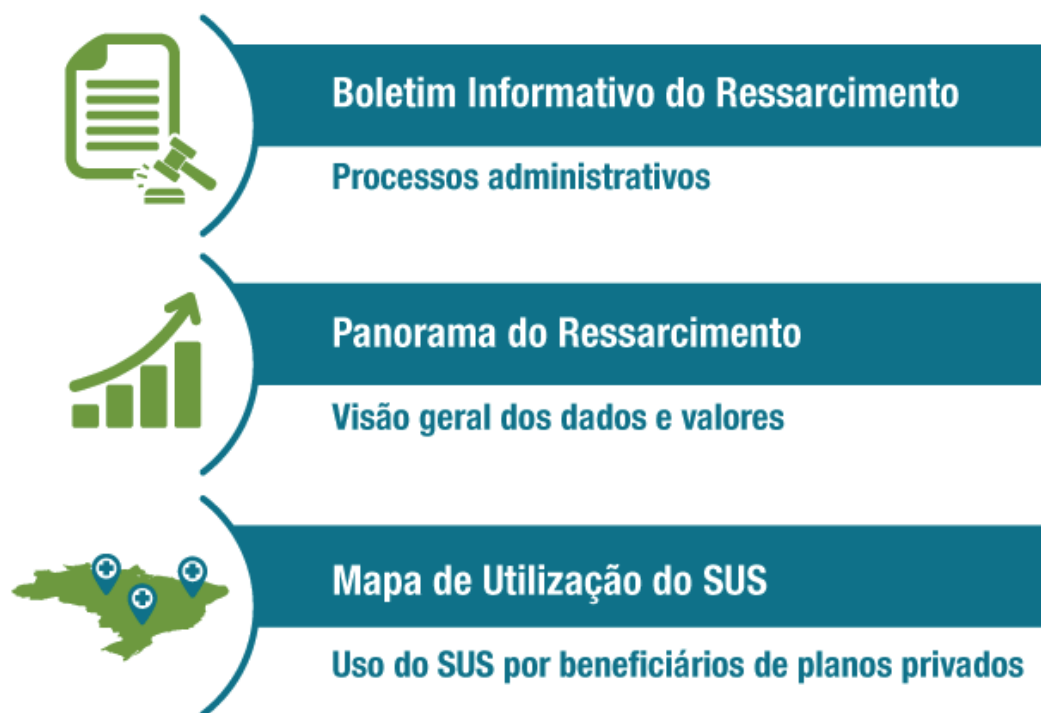 Boletim Informativo do Ressarcimento
Processos administrativos
Panorama do Ressarcimento
Visão geral dos dados e valores
Mapa de Utilização do SUS
Uso do SUS por beneficiários de planos privados